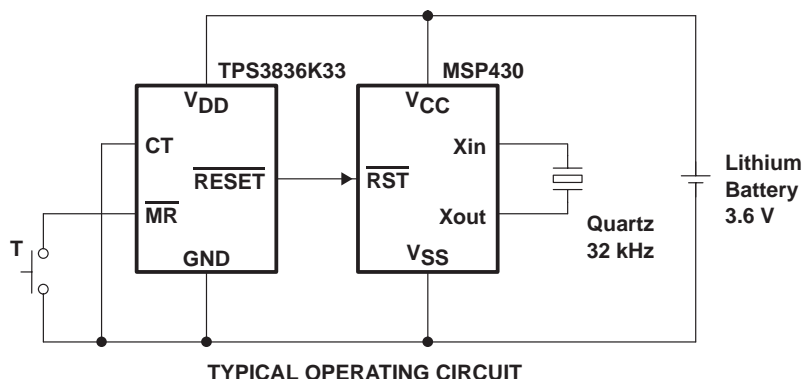 TPS3836K33
MSP430
VDD
VCC
CT
Xin
RESET
RST
Lithium
Battery
3.6 V
MR
Xout
Quartz
32 kHz
T
GND
VSS
TYPICAL OPERATING CIRCUIT